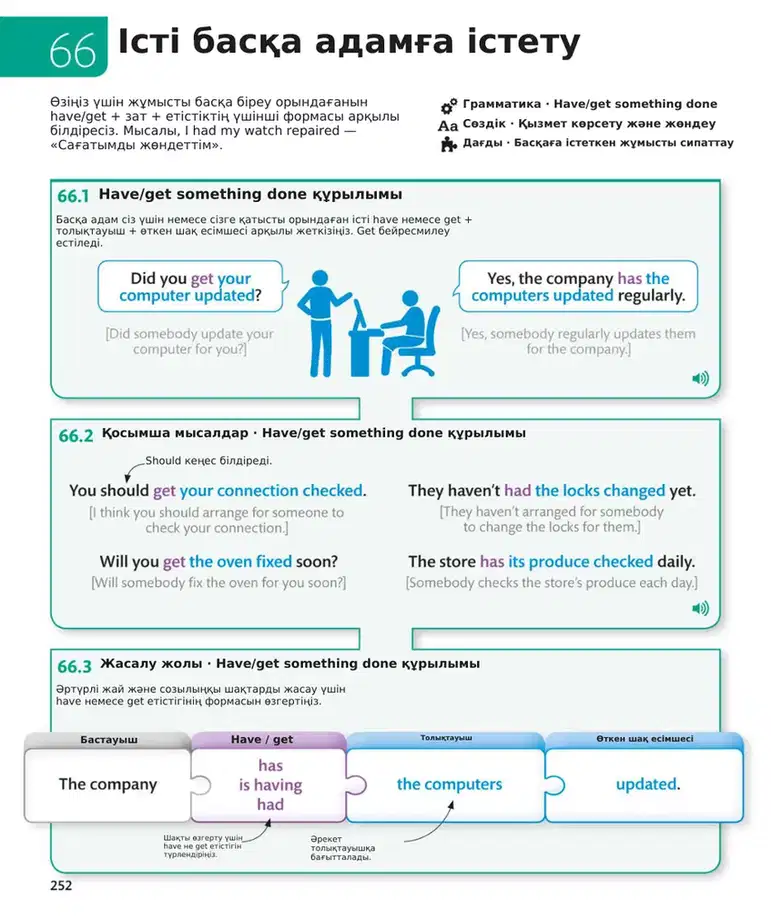 66 Істі басқа адамға істету
Өзіңіз үшін жұмысты басқа біреу орындағанын
have/get + зат + етістіктің үшінші формасы арқылы
білдіресіз. Мысалы, I had my watch repaired —
«Сағатымды жөндеттім».
Грамматика · Have/get something done
Aa Сөздік · Қызмет көрсету және жөндеу
Дағды · Басқаға істеткен жұмысты сипаттау
66.1 Have/get something done құрылымы
Басқа адам сіз үшін немесе сізге қатысты орындаған істі have немесе get +
толықтауыш + өткен шақ есімшесі арқылы жеткізіңіз. Get бейресмилеу
естіледі.
Did you get your
computer updated?
[Did somebody update your
computer for you?]
Yes, the company has the
computers updated regularly.
[Yes, somebody regularly updates them
for the company.]
66.2 Қосымша мысалдар · Have/get something done құрылымы
Should кеңес білдіреді.
You should get your connection checked.
[I think you should arrange for someone to
check your connection.]
They haven't had the locks changed yet.
[They haven't arranged for somebody
to change the locks for them.]
Will you get the oven fixed soon?
[Will somebody fix the oven for you soon?]
The store has its produce checked daily.
[Somebody checks the store's produce each day.]
66.3 Жасалу жолы · Have/get something done құрылымы
Әртүрлі жай және созылыңқы шақтарды жасау үшін
have немесе get етістігінің формасын өзгертіңіз.
Бастауыш
Have / get
Толықтауыш
Өткен шақ есімшесі
The company
has
is having
had
the computers
updated.
Шақты өзгерту үшін
have не get етістігін
түрлендіріңіз.
Әрекет
толықтауышқа
бағытталады.
252